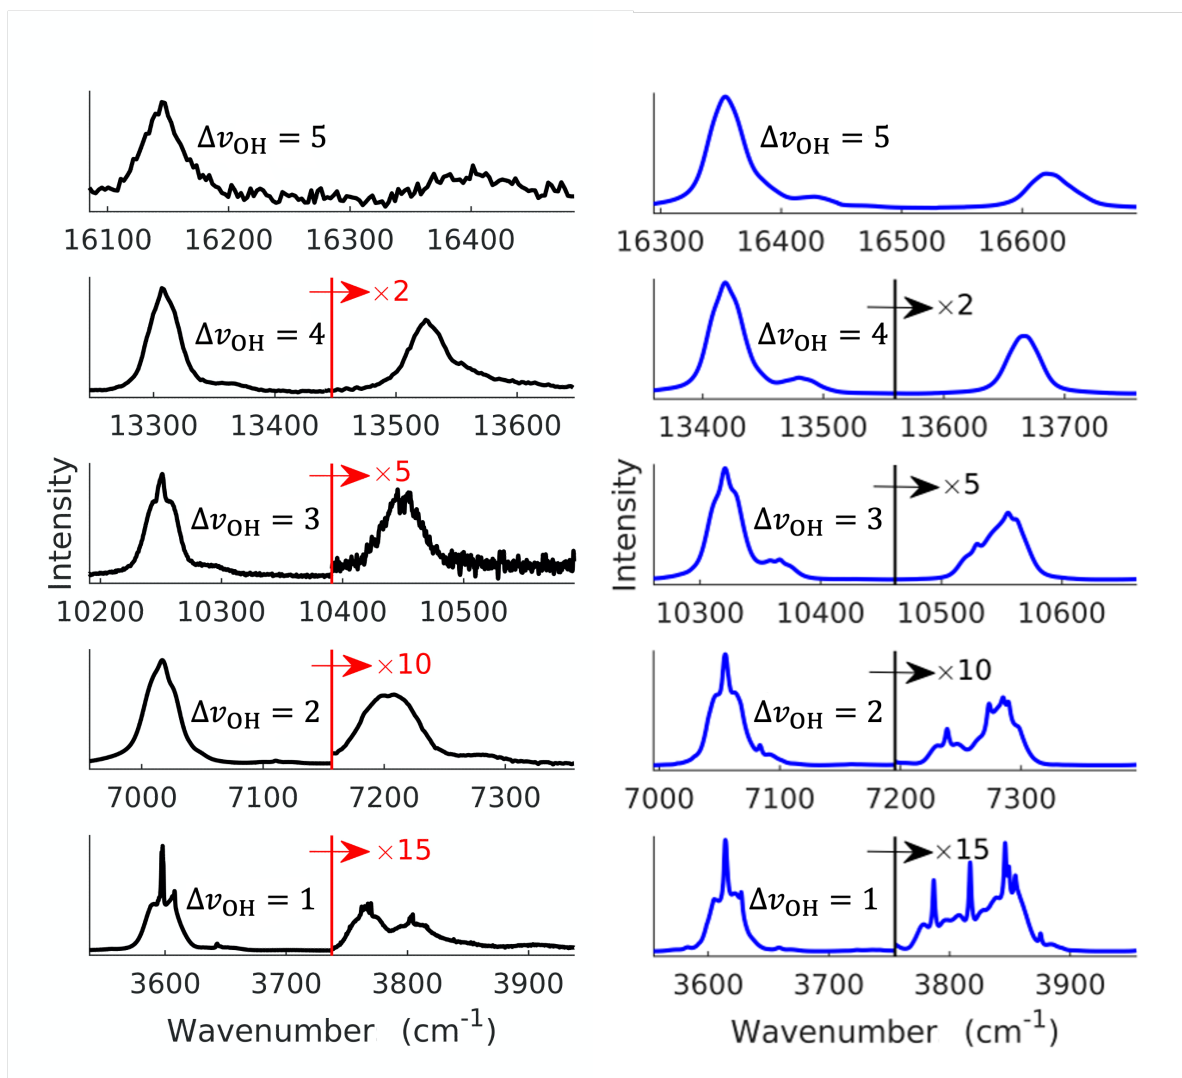 Δv_OH = 5
16100 16200 16300 16400
Δv_OH = 4
×2
13300 13400 13500 13600
Δv_OH = 3
×5
10200 10300 10400 10500
Δv_OH = 2
×10
7000 7100 7200 7300
Δv_OH = 1
×15
3600 3700 3800 3900
Intensity
Wavenumber (cm⁻¹)
Δv_OH = 5
16300 16400 16500 16600
Δv_OH = 4
×2
13400 13500 13600 13700
Δv_OH = 3
×5
10300 10400 10500 10600
Δv_OH = 2
×10
7000 7100 7200 7300
Δv_OH = 1
×15
3600 3700 3800 3900
Intensity
Wavenumber (cm⁻¹)